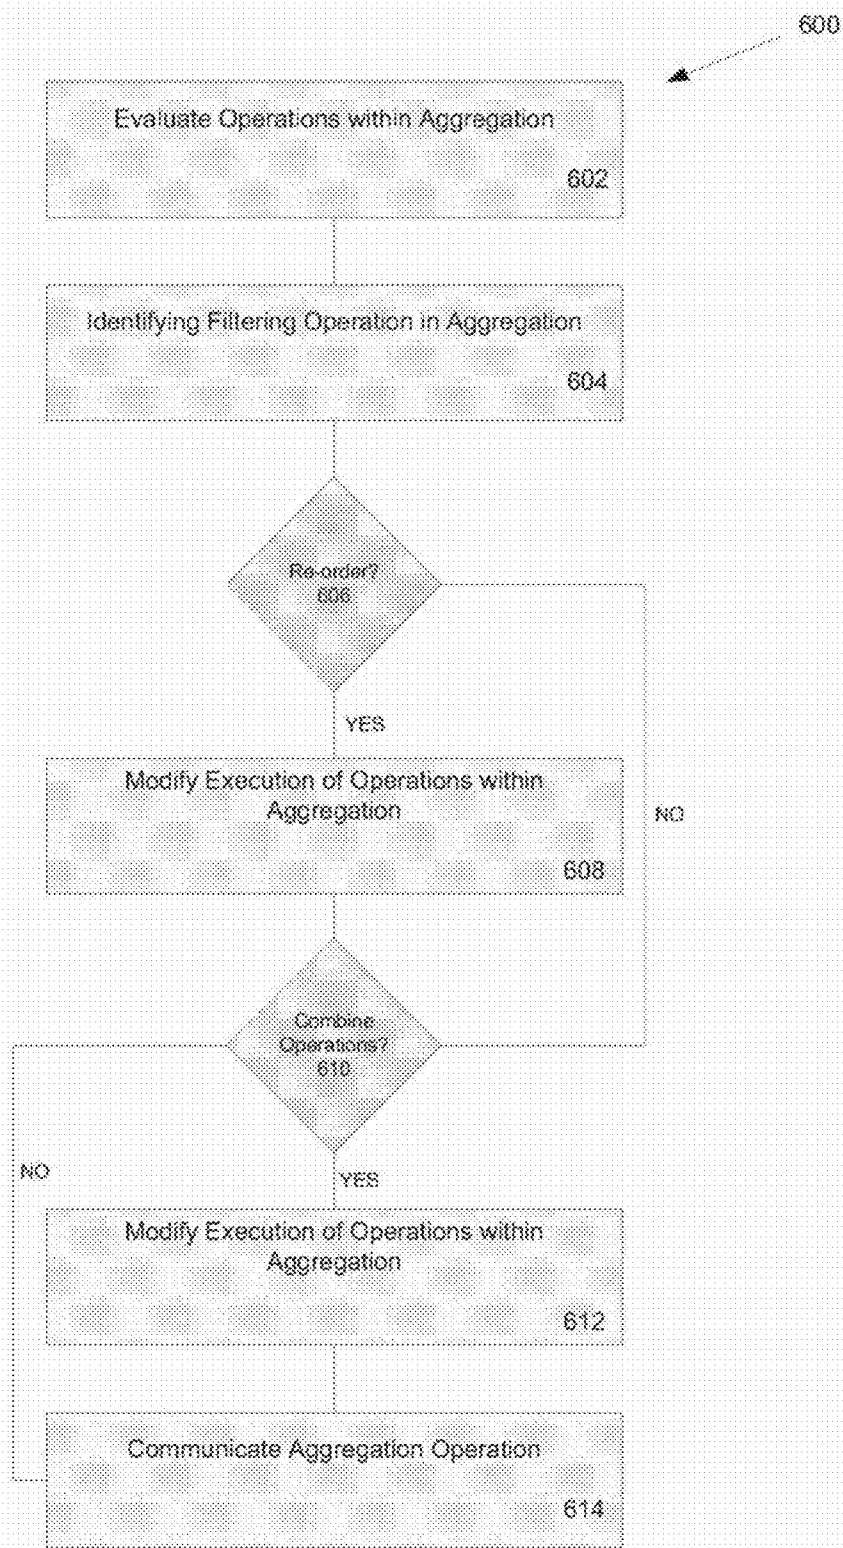 600
Evaluate Operations within Aggregation
602
Identifying Filtering Operation in Aggregation
604
Re-order?
606
YES
Modify Execution of Operations within
Aggregation
NO
608
Combine
Operations?
610
NO
YES
Modify Execution of Operations within
Aggregation
612
Communicate Aggregation Operation
614